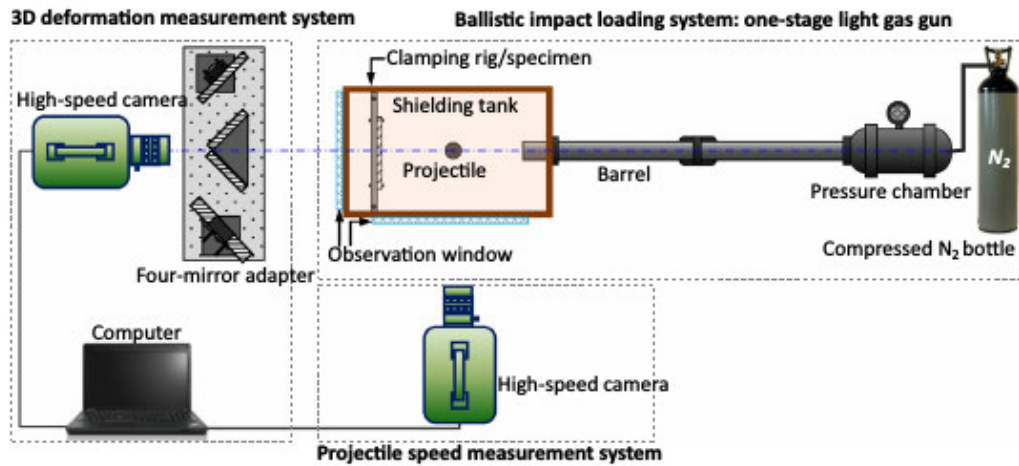 3D deformation measurement system
Ballistic impact loading system: one-stage light gas gun
Clamping rig/specimen
High-speed camera
Shielding tank
Projectile
Barrel
N₂
Pressure chamber
Observation window
Compressed N₂ bottle
Four-mirror adapter
Computer
High-speed camera
Projectile speed measurement system